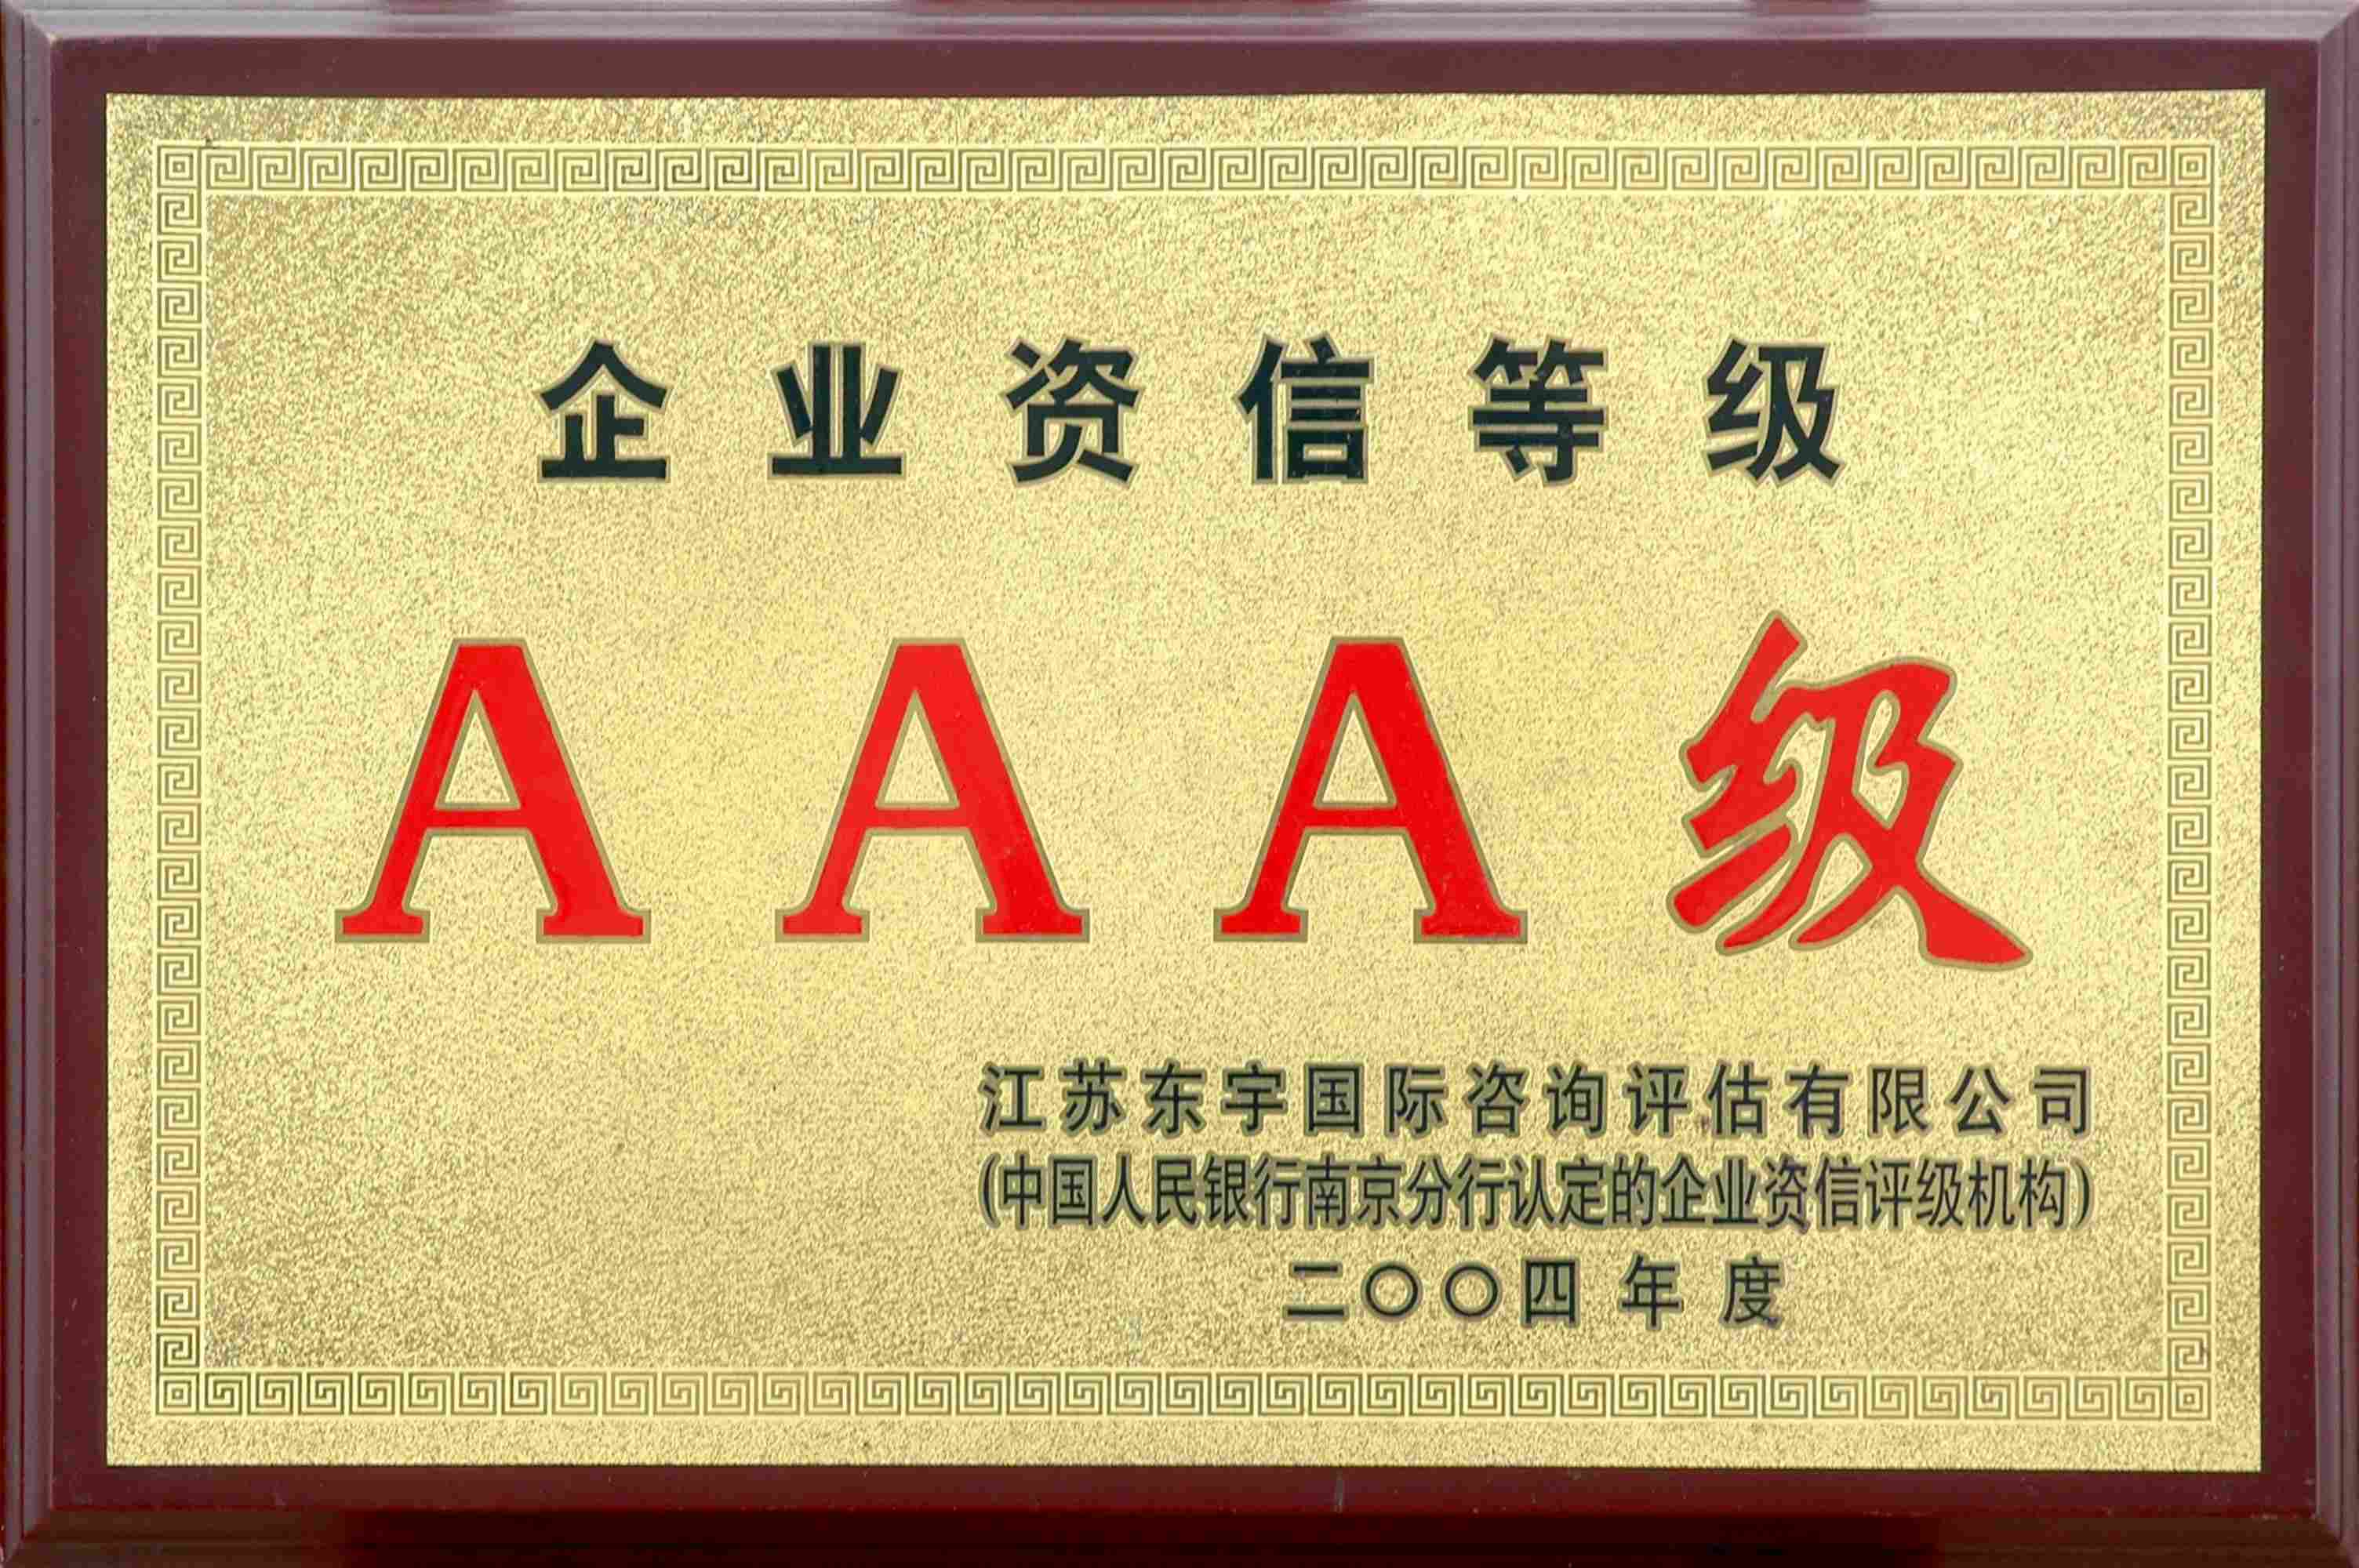 企业资信等级
AAA级
江苏东宇国际咨询评估有限公司
(中国人民银行南京分行认定的企业资信评级机构)
二〇〇四年度